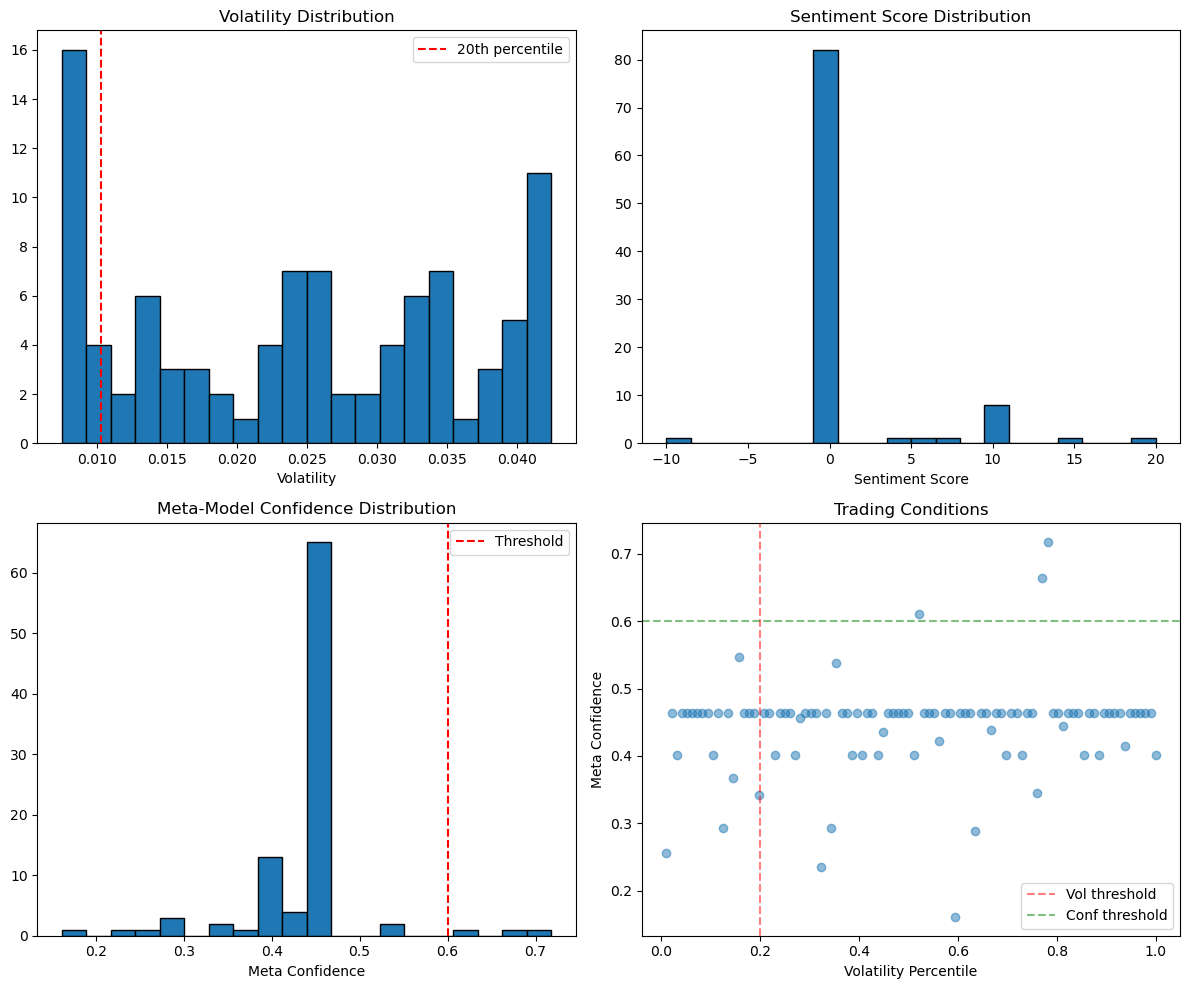 Volatility Distribution
16
14
12
10
8
6
4
2
0
20th percentile
0.010 0.015 0.020 0.025 0.030 0.035 0.040
Volatility
Sentiment Score Distribution
80
70
60
50
40
30
20
10
0
−10 −5 0 5 10 15 20
Sentiment Score
Meta-Model Confidence Distribution
60
50
40
30
20
10
0
Threshold
0.2 0.3 0.4 0.5 0.6 0.7
Meta Confidence
Trading Conditions
Meta Confidence
0.7
0.6
0.5
0.4
0.3
0.2
Vol threshold
Conf threshold
0.0 0.2 0.4 0.6 0.8 1.0
Volatility Percentile